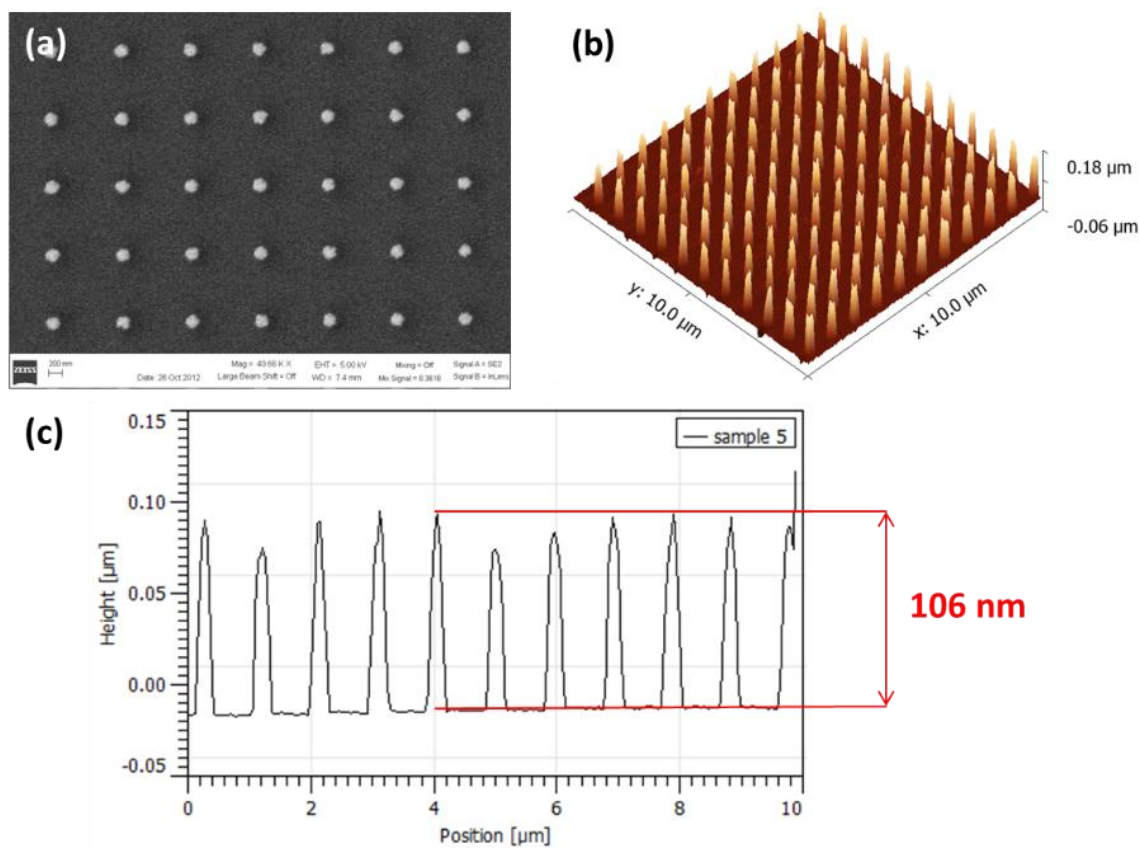 (a)
ZEISS
200 nm
Mag = 49.66 K X
EHT = 5.00 kV
Mixing = Off
Signal A = SE2
Date: 26 Oct 2012
Large Beam Shift = Off
WD = 7.4 mm
Signal B = InLens
(b)
0.18 µm
-0.06 µm
y: 10.0 µm
x: 10.0 µm
(c)
0.15
0.10
0.05
0.00
-0.05
Height [µm]
sample 5
106 nm
0 2 4 6 8 10
Position [µm]